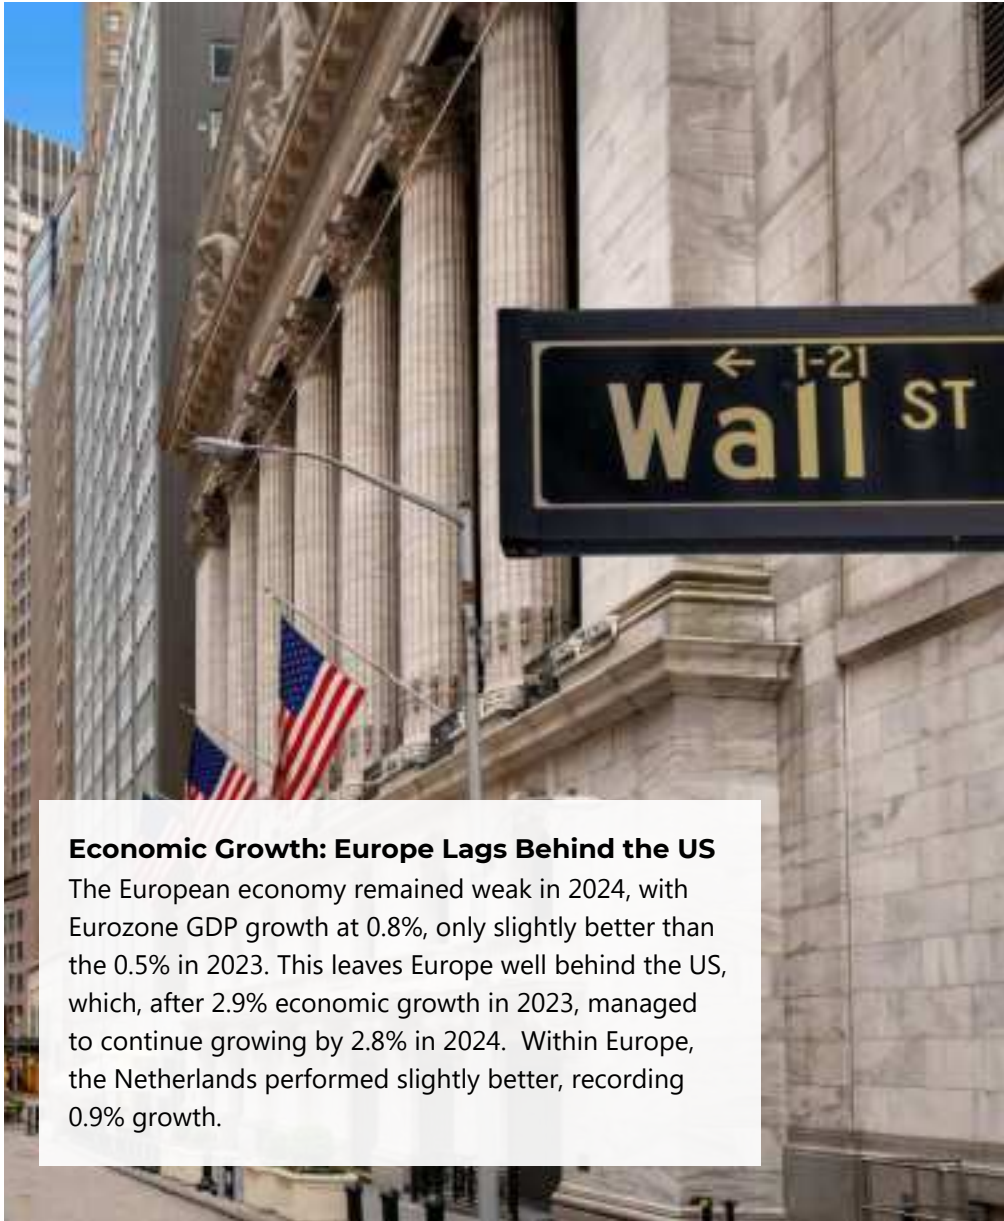 ← 1-21
Wall ST
Economic Growth: Europe Lags Behind the US
The European economy remained weak in 2024, with
Eurozone GDP growth at 0.8%, only slightly better than
the 0.5% in 2023. This leaves Europe well behind the US,
which, after 2.9% economic growth in 2023, managed
to continue growing by 2.8% in 2024.  Within Europe,
the Netherlands performed slightly better, recording
0.9% growth.